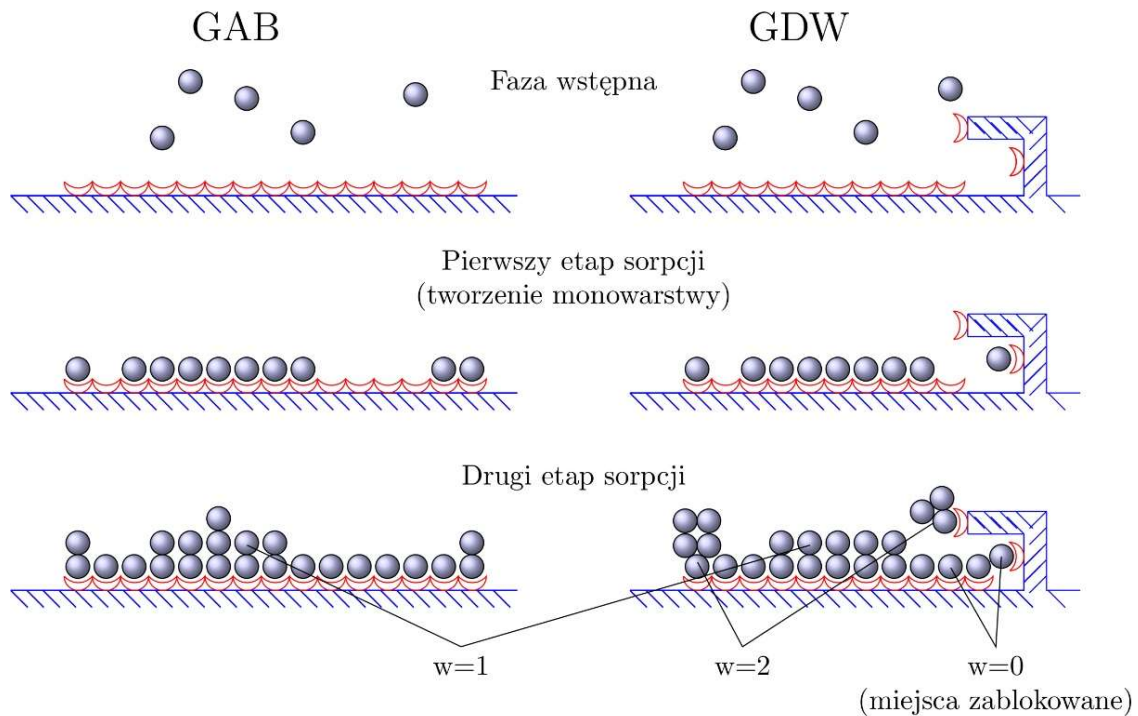 GAB
GDW
Faza wstępna
Pierwszy etap sorpcji
(tworzenie monowarstwy)
Drugi etap sorpcji
w=1
w=2
w=0
(miejsca zablokowane)